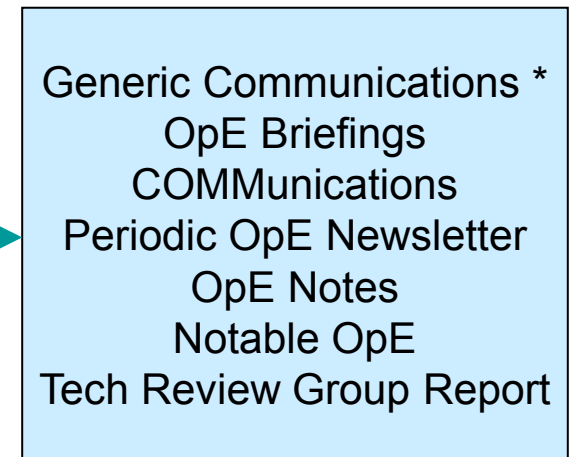 Generic Communications *
OpE Briefings
COMMunications
Periodic OpE Newsletter
OpE Notes
Notable OpE
Tech Review Group Report